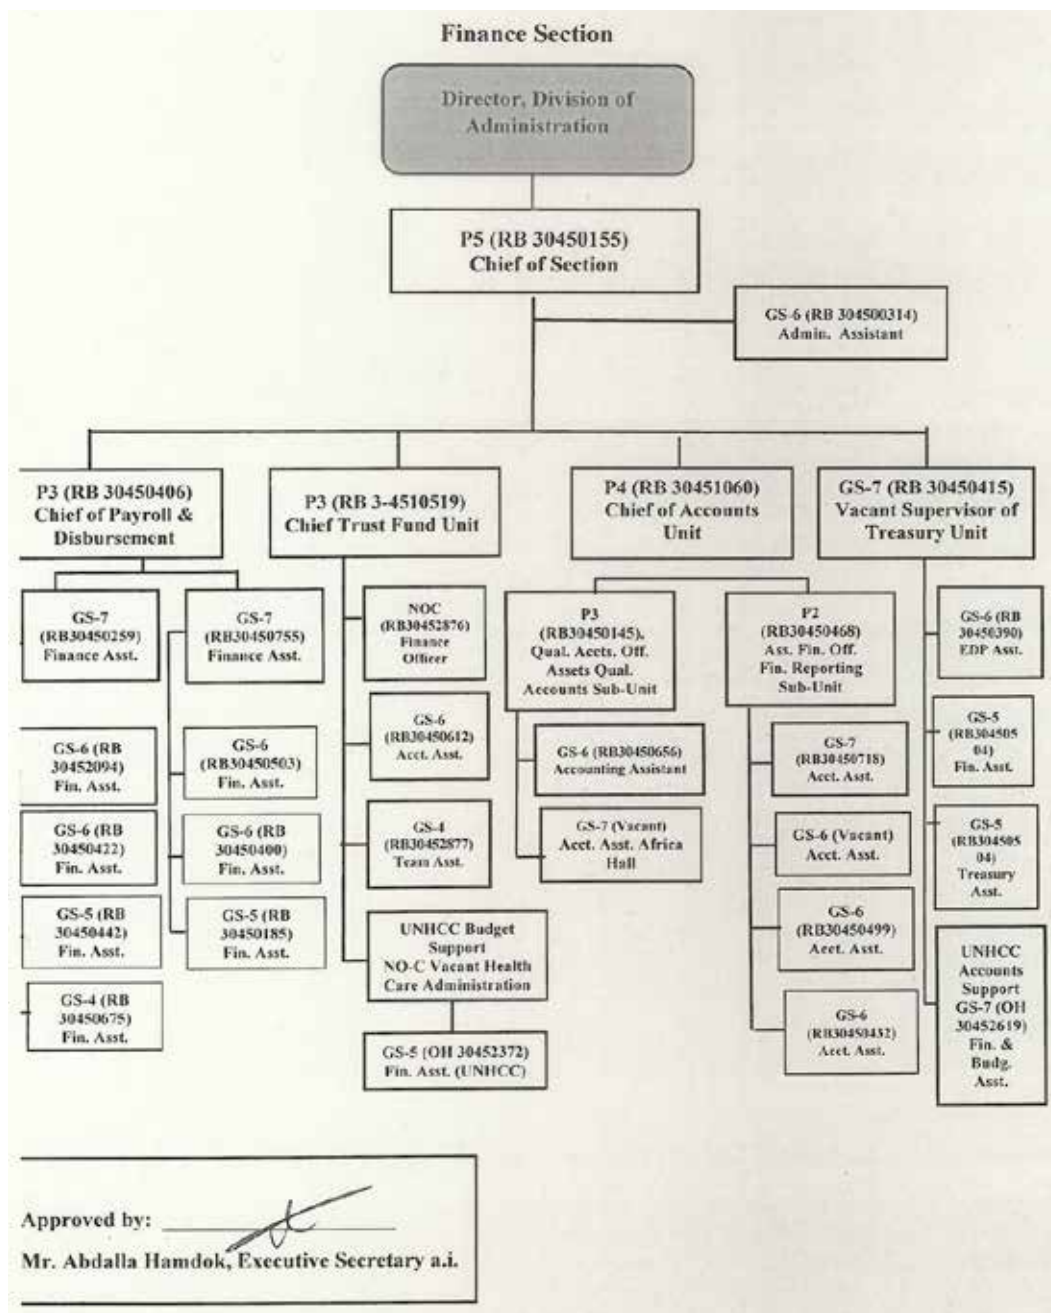 Finance Section
Director, Division of
Administration
P5 (RB 30450155)
Chief of Section
GS-6 (RB 304500314)
Admin. Assistant
P3 (RB 30450406)
Chief of Payroll &
Disbursement
P3 (RB 3-4510519)
Chief Trust Fund Unit
P4 (RB 30451060)
Chief of Accounts
Unit
GS-7 (RB 30450415)
Vacant Supervisor of
Treasury Unit
GS-7
(RB30450259)
Finance Asst.
GS-7
(RB30450755)
Finance Asst.
GS-6 (RB
30452094)
Fin. Asst.
GS-6
(RB30450503)
Fin. Asst.
GS-6 (RB
30450422)
Fin. Asst.
GS-6 (RB
30450400)
Fin. Asst.
GS-5 (RB
30450442)
Fin. Asst.
GS-5 (RB
30450185)
Fin. Asst.
GS-4 (RB
30450675)
Fin. Asst.
NOC
(RB30452876)
Finance
Officer
GS-6
(RB30450612)
Acct. Asst.
GS-4
(RB30452877)
Team Asst.
UNHCC Budget
Support
NO-C Vacant Health
Care Administration
GS-5 (OH 30452372)
Fin. Asst. (UNHCC)
P3
(RB30450145),
Qual. Accts. Off.
Assets Qual.
Accounts Sub-Unit
GS-6 (RB30450656)
Accounting Assistant
GS-7 (Vacant)
Acct. Asst. Africa
Hall
P2
(RB30450468)
Ass. Fin. Off.
Fin. Reporting
Sub-Unit
GS-7
(RB30450718)
Acct. Asst.
GS-6 (Vacant)
Acct. Asst.
GS-6
(RB30450499)
Acct. Asst.
GS-6
(RB30450432)
Acct. Asst.
GS-6 (RB
30450390)
EDP Asst.
GS-5
(RB304505
04)
Fin. Asst.
GS-5
(RB304505
04)
Treasury
Asst.
UNHCC
Accounts
Support
GS-7 (OH
30452619)
Fin. &
Budg.
Asst.
Approved by:
Mr. Abdalla Hamdok, Executive Secretary a.i.